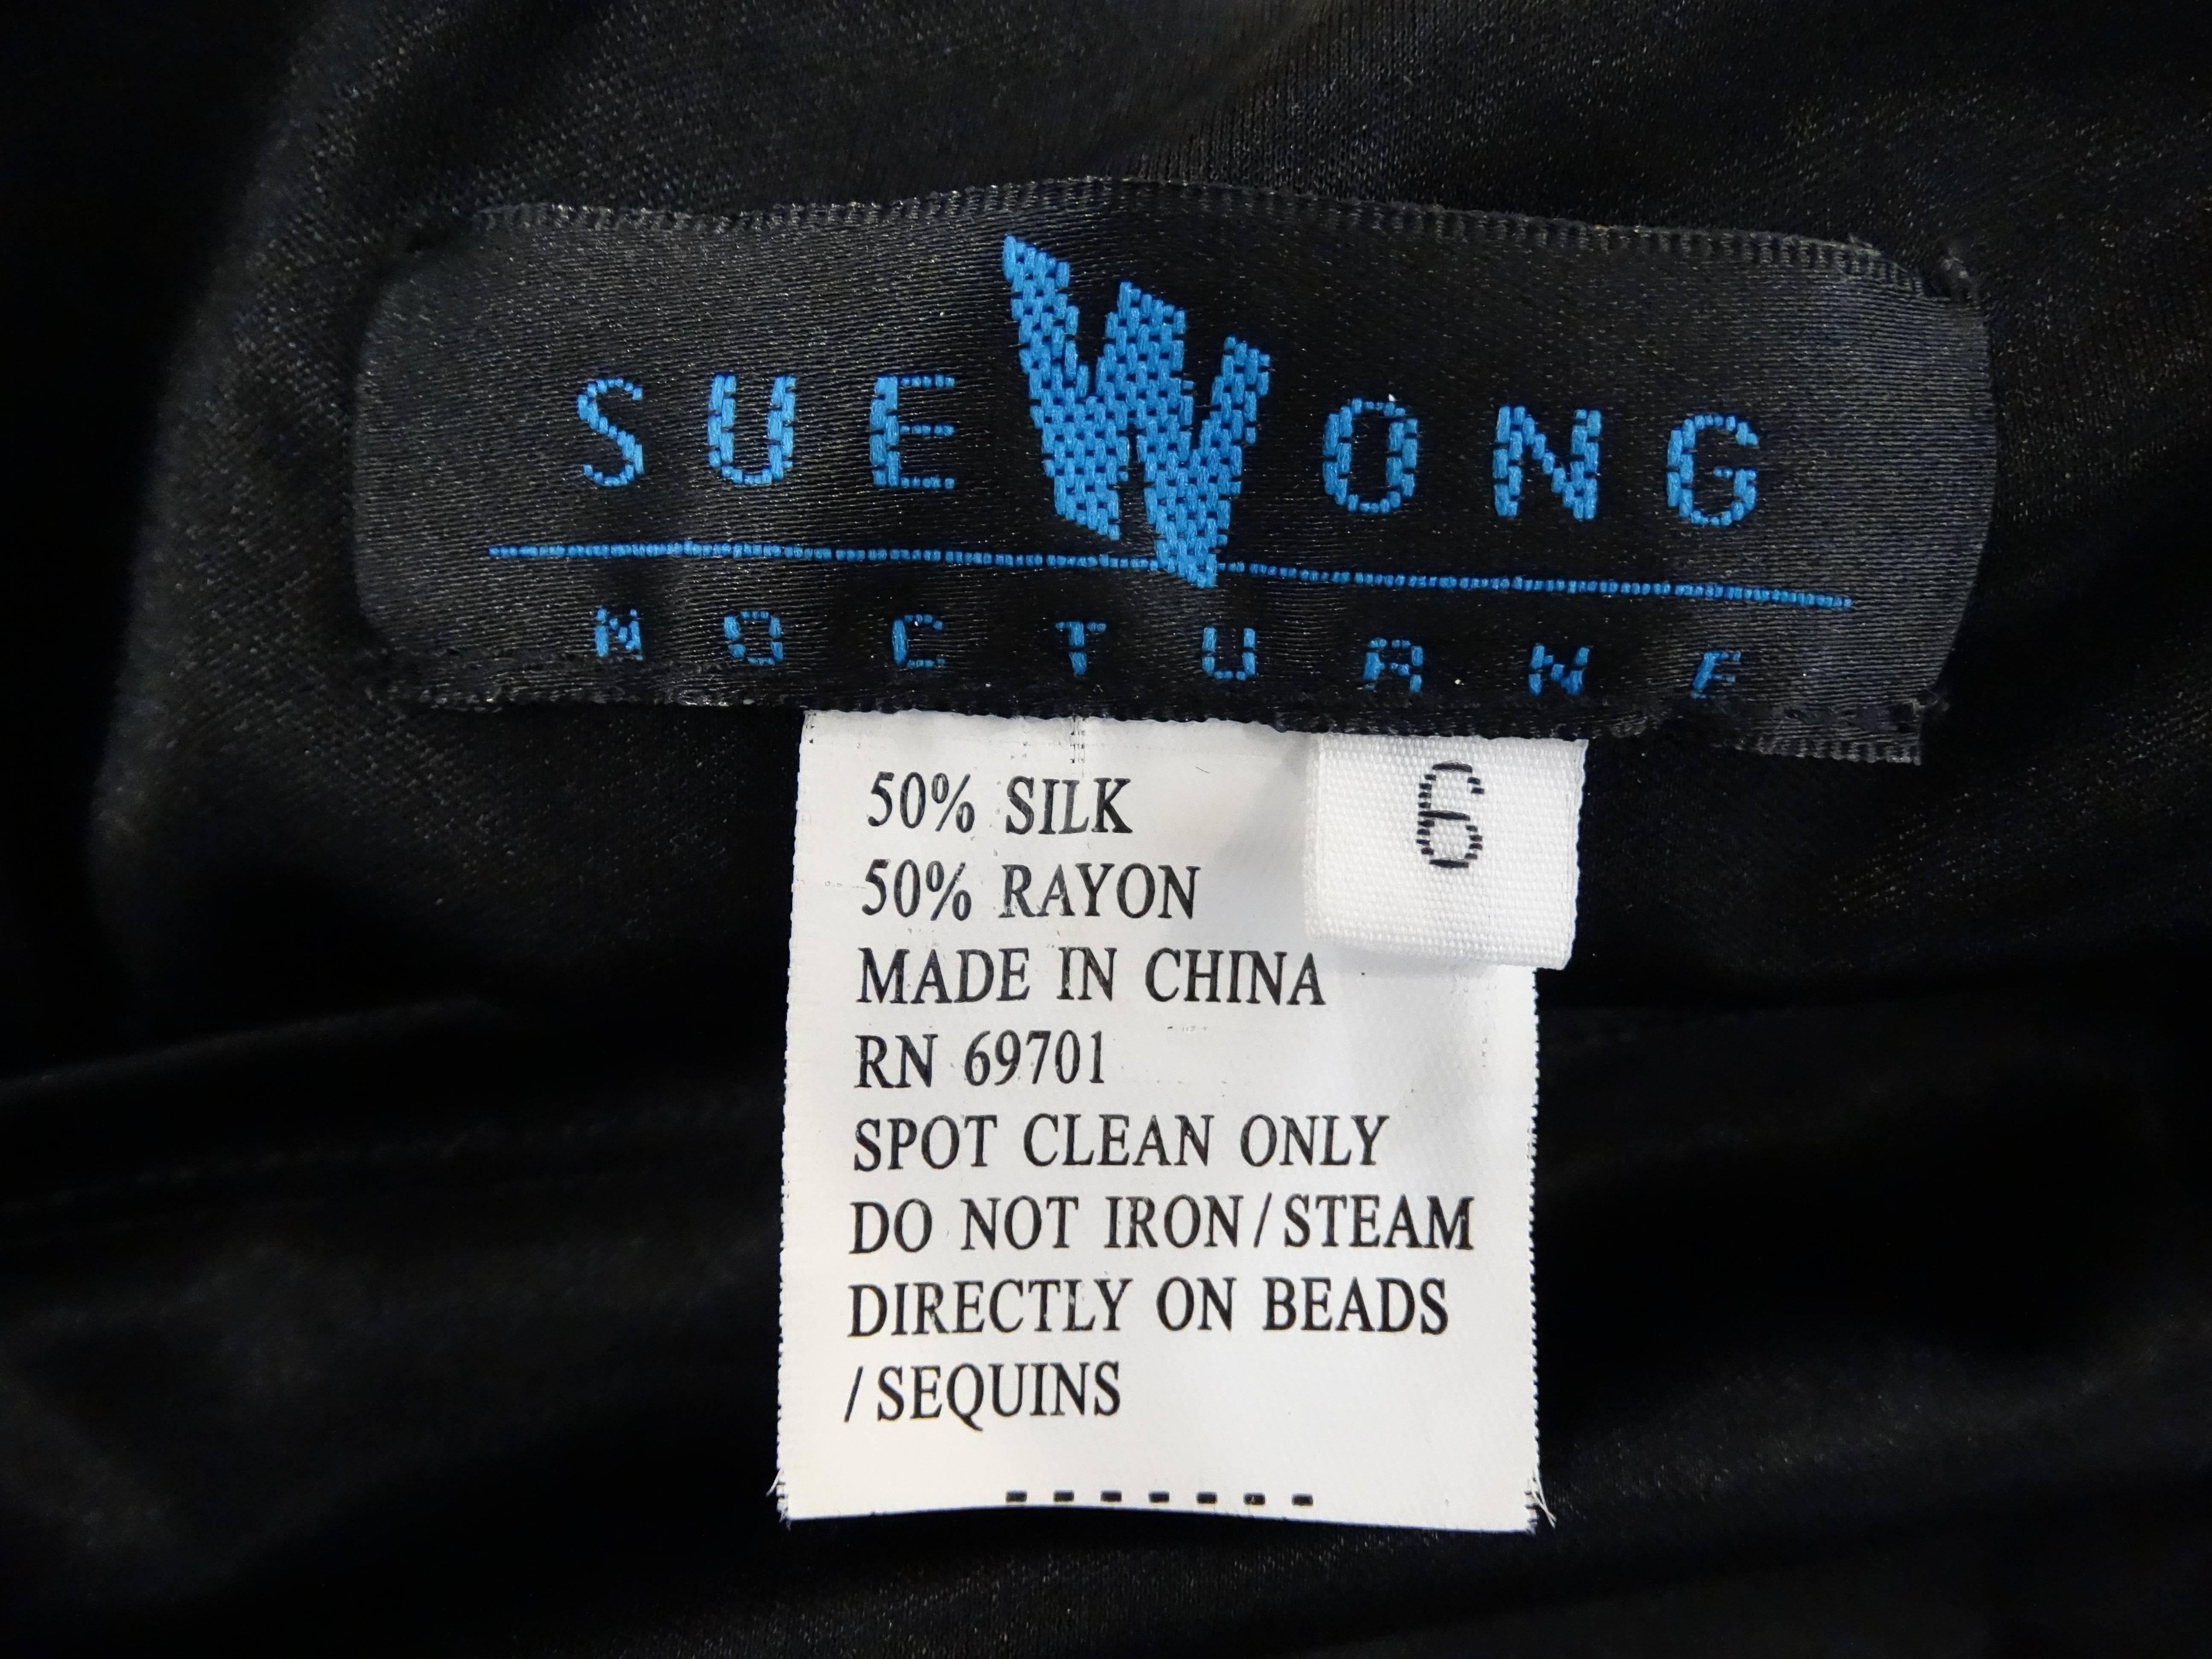 SUE WONG
NOCTURNE
6
50% SILK
50% RAYON
MADE IN CHINA
RN 69701
SPOT CLEAN ONLY
DO NOT IRON/STEAM
DIRECTLY ON BEADS
/SEQUINS